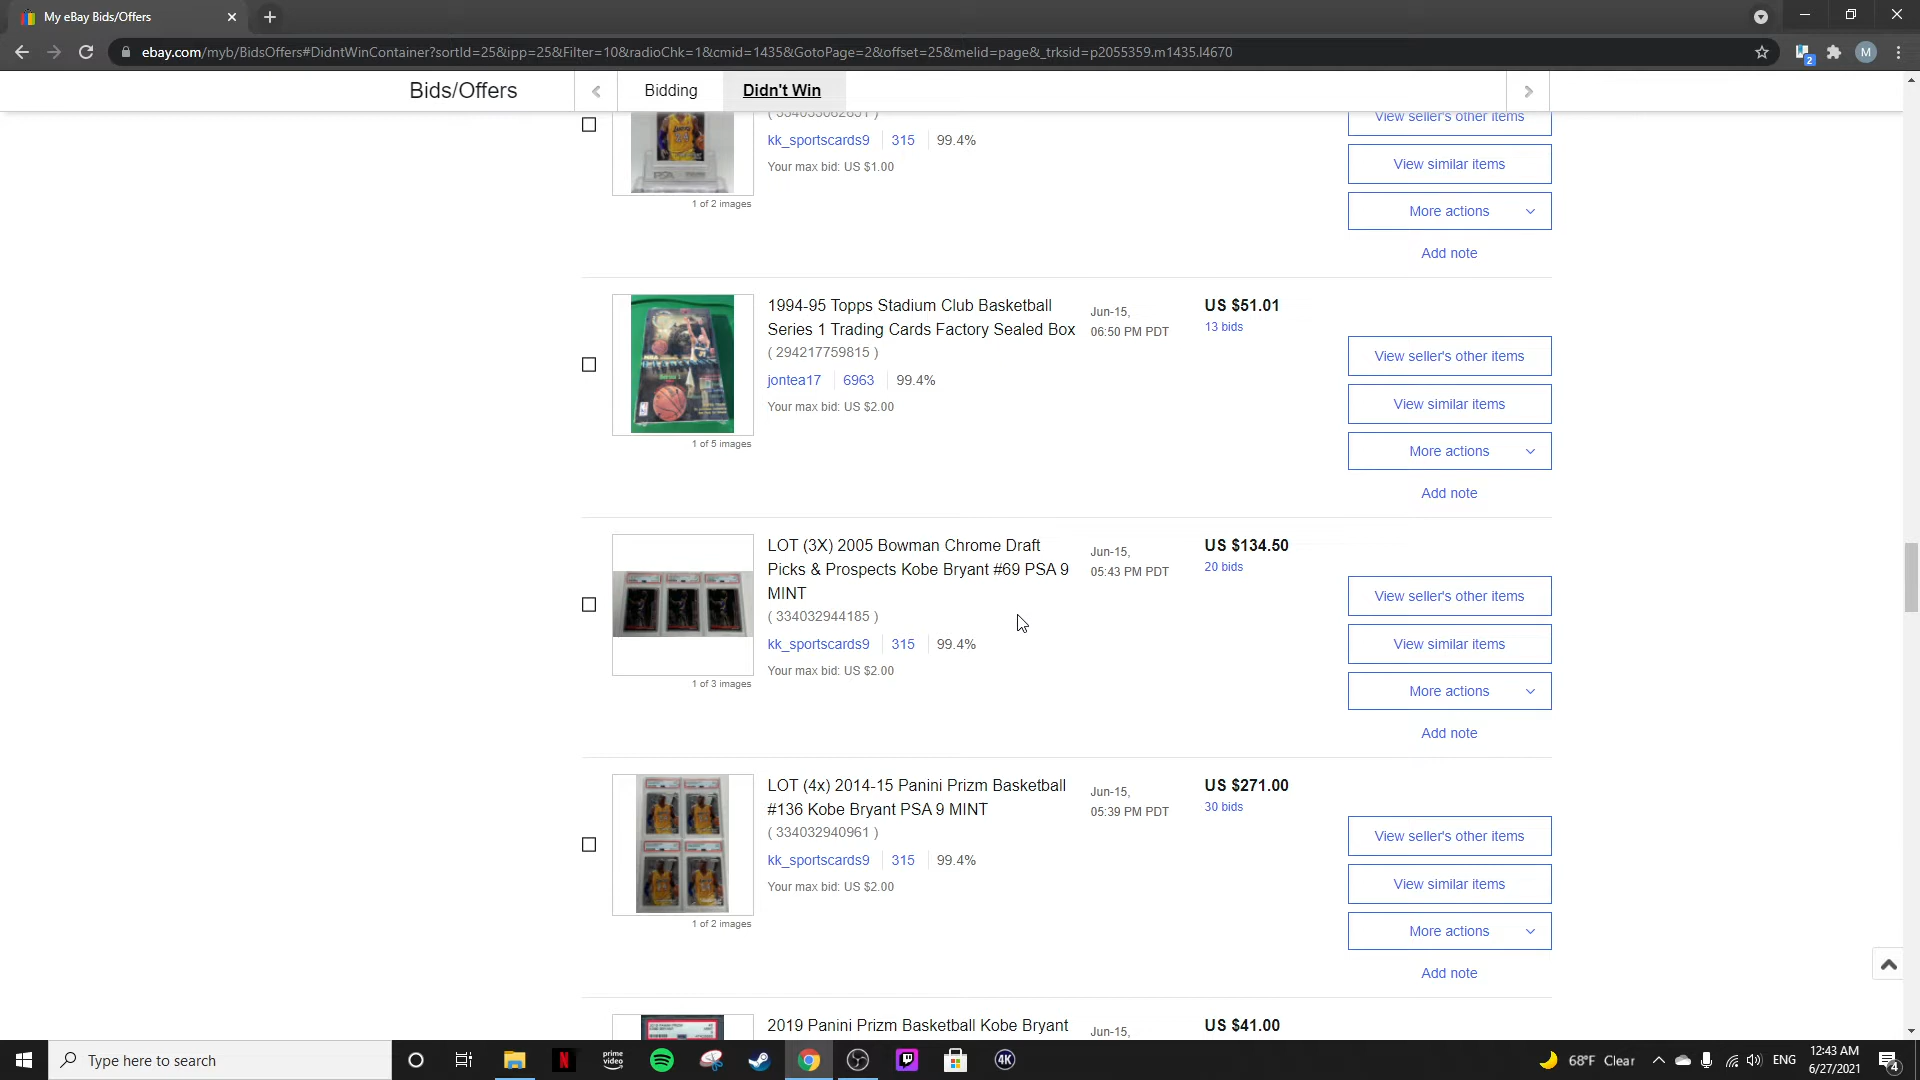 My eBay Bids/Offers
ebay.com/myb/BidsOffers#DidntWinContainer?sortId=25&ipp=25&Filter=10&radioChk=1&cmid=1435&GotoPage=2&offset=25&melid=page&_trksid=p2055359.m1435.l4670
2
M
Bids/Offers
Bidding
Didn't Win
( 334033062851 )
View seller's other items
kk_sportscards9 315 99.4%
Your max bid: US $1.00
View similar items
PSA
1 of 2 images
More actions
Add note
1994-95 Topps Stadium Club Basketball
Series 1 Trading Cards Factory Sealed Box
( 294217759815 )
Jun-15,
06:50 PM PDT
US $51.01
13 bids
jontea17 6963 99.4%
Your max bid: US $2.00
1 of 5 images
View seller's other items
View similar items
More actions
Add note
LOT (3X) 2005 Bowman Chrome Draft
Picks & Prospects Kobe Bryant #69 PSA 9
MINT
( 334032944185 )
Jun-15,
05:43 PM PDT
US $134.50
20 bids
kk_sportscards9 315 99.4%
Your max bid: US $2.00
1 of 3 images
View seller's other items
View similar items
More actions
Add note
LOT (4x) 2014-15 Panini Prizm Basketball
#136 Kobe Bryant PSA 9 MINT
( 334032940961 )
Jun-15,
05:39 PM PDT
US $271.00
30 bids
kk_sportscards9 315 99.4%
Your max bid: US $2.00
1 of 2 images
View seller's other items
View similar items
More actions
Add note
2019 Panini Prizm Basketball Kobe Bryant
Jun-15,
US $41.00
Type here to search
prime
video
4K
68°F Clear
ENG
12:43 AM
6/27/2021
4